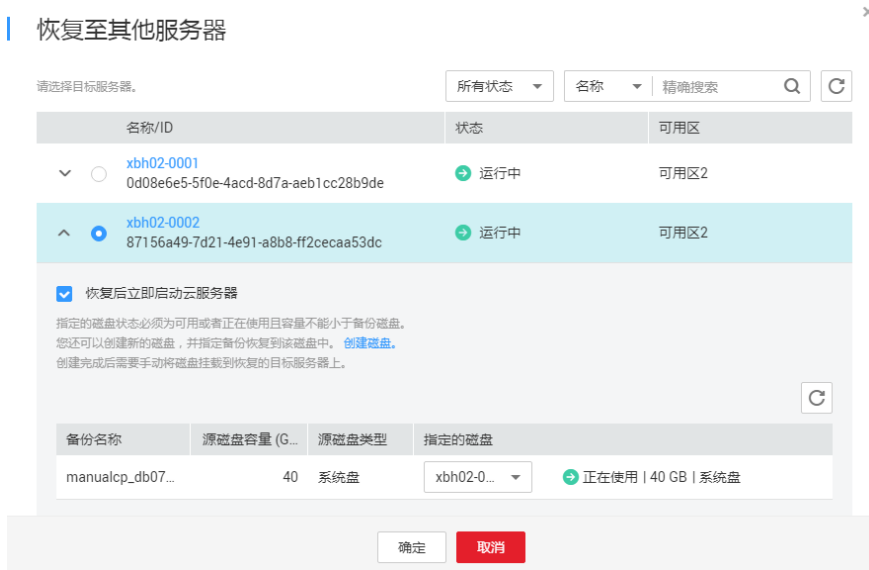 恢复至其他服务器
请选择目标服务器。 所有状态 名称 精确搜索
名称/ID 状态 可用区
xbh02-0001
0d08e6e5-5f0e-4acd-8d7a-aeb1cc28b9de 运行中 可用区2
xbh02-0002
87156a49-7d21-4e91-a8b8-ff2cecaa53dc 运行中 可用区2
恢复后立即启动云服务器
指定的磁盘状态必须为可用或者正在使用且容量不能小于备份磁盘。
您还可以创建新的磁盘，并指定备份恢复到该磁盘中。 创建磁盘。
创建完成后需要手动将磁盘挂载到恢复的目标服务器上。
备份名称 源磁盘容量 (G... 源磁盘类型 指定的磁盘
manualcp_db07... 40 系统盘 xbh02-0... 正在使用 | 40 GB | 系统盘
确定 取消